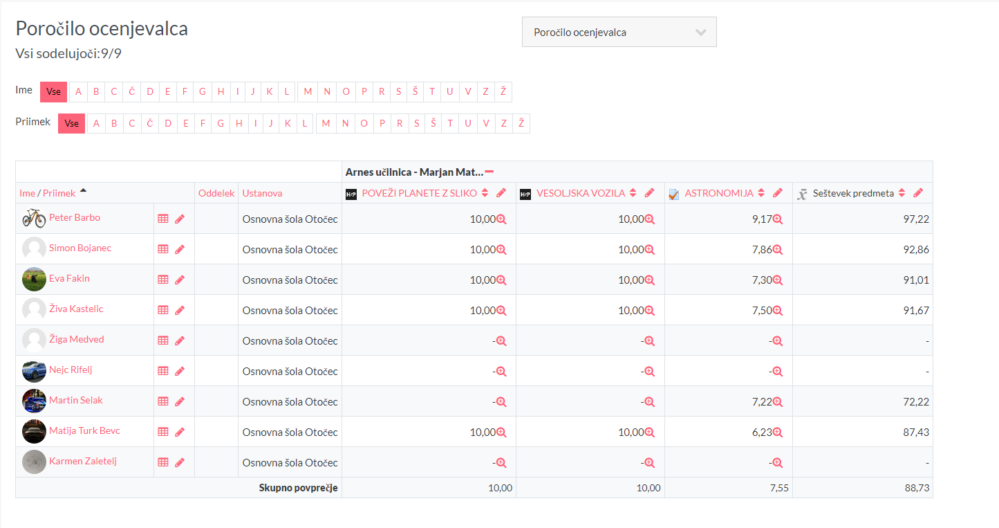 Poročilo ocenjevalca
Poročilo ocenjevalca
Vsi sodelujoči:9/9
Ime Vse A B C Č D E F G H I J K L M N O P R S Š T U V Z Ž
Priimek Vse A B C Č D E F G H I J K L M N O P R S Š T U V Z Ž
Arnes učilnica - Marjan Mat...
Ime / Priimek Oddelek Ustanova H5P POVEŽI PLANETE Z SLIKO H5P VESOLJSKA VOZILA ASTRONOMIJA x̄ Seštevek predmeta
Peter Barbo Osnovna šola Otočec 10,00 10,00 9,17 97,22
Simon Bojanec Osnovna šola Otočec 10,00 10,00 7,86 92,86
Eva Fakin Osnovna šola Otočec 10,00 10,00 7,30 91,01
Živa Kastelic Osnovna šola Otočec 10,00 10,00 7,50 91,67
Žiga Medved Osnovna šola Otočec - - - -
Nejc Rifelj Osnovna šola Otočec - - - -
Martin Selak Osnovna šola Otočec - - 7,22 72,22
Matija Turk Bevc Osnovna šola Otočec 10,00 10,00 6,23 87,43
Karmen Zaletelj Osnovna šola Otočec - - - -
Skupno povprečje 10,00 10,00 7,55 88,73